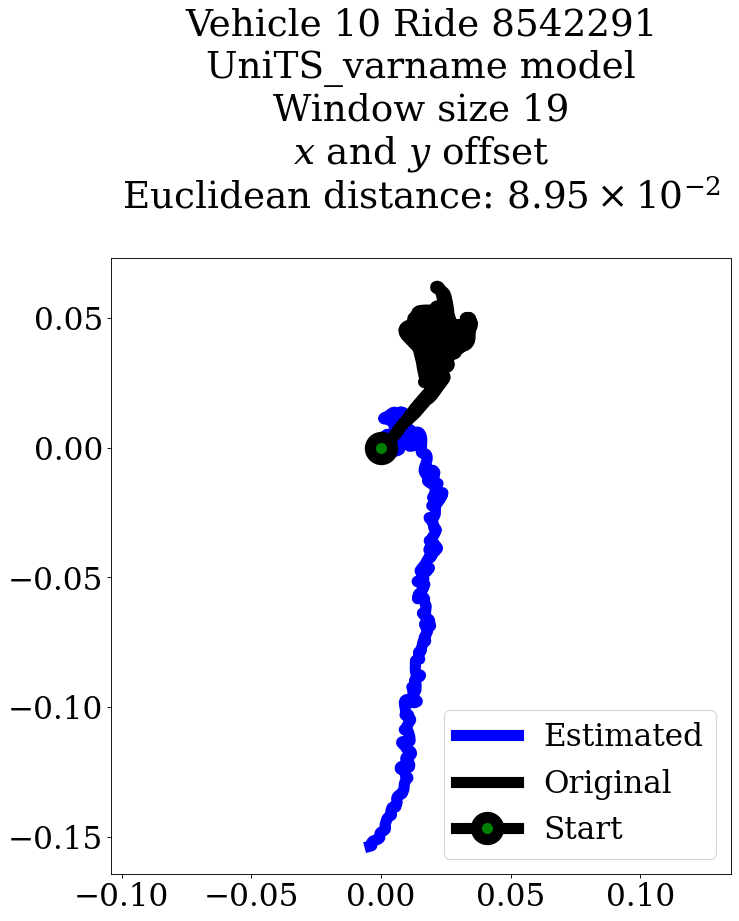 Vehicle 10 Ride 8542291
UniTS_varname model
Window size 19
x and y offset
Euclidean distance: 8.95 × 10⁻²
0.05
0.00
−0.05
−0.10
−0.15
−0.10
−0.05
0.00
0.05
0.10
Estimated
Original
Start